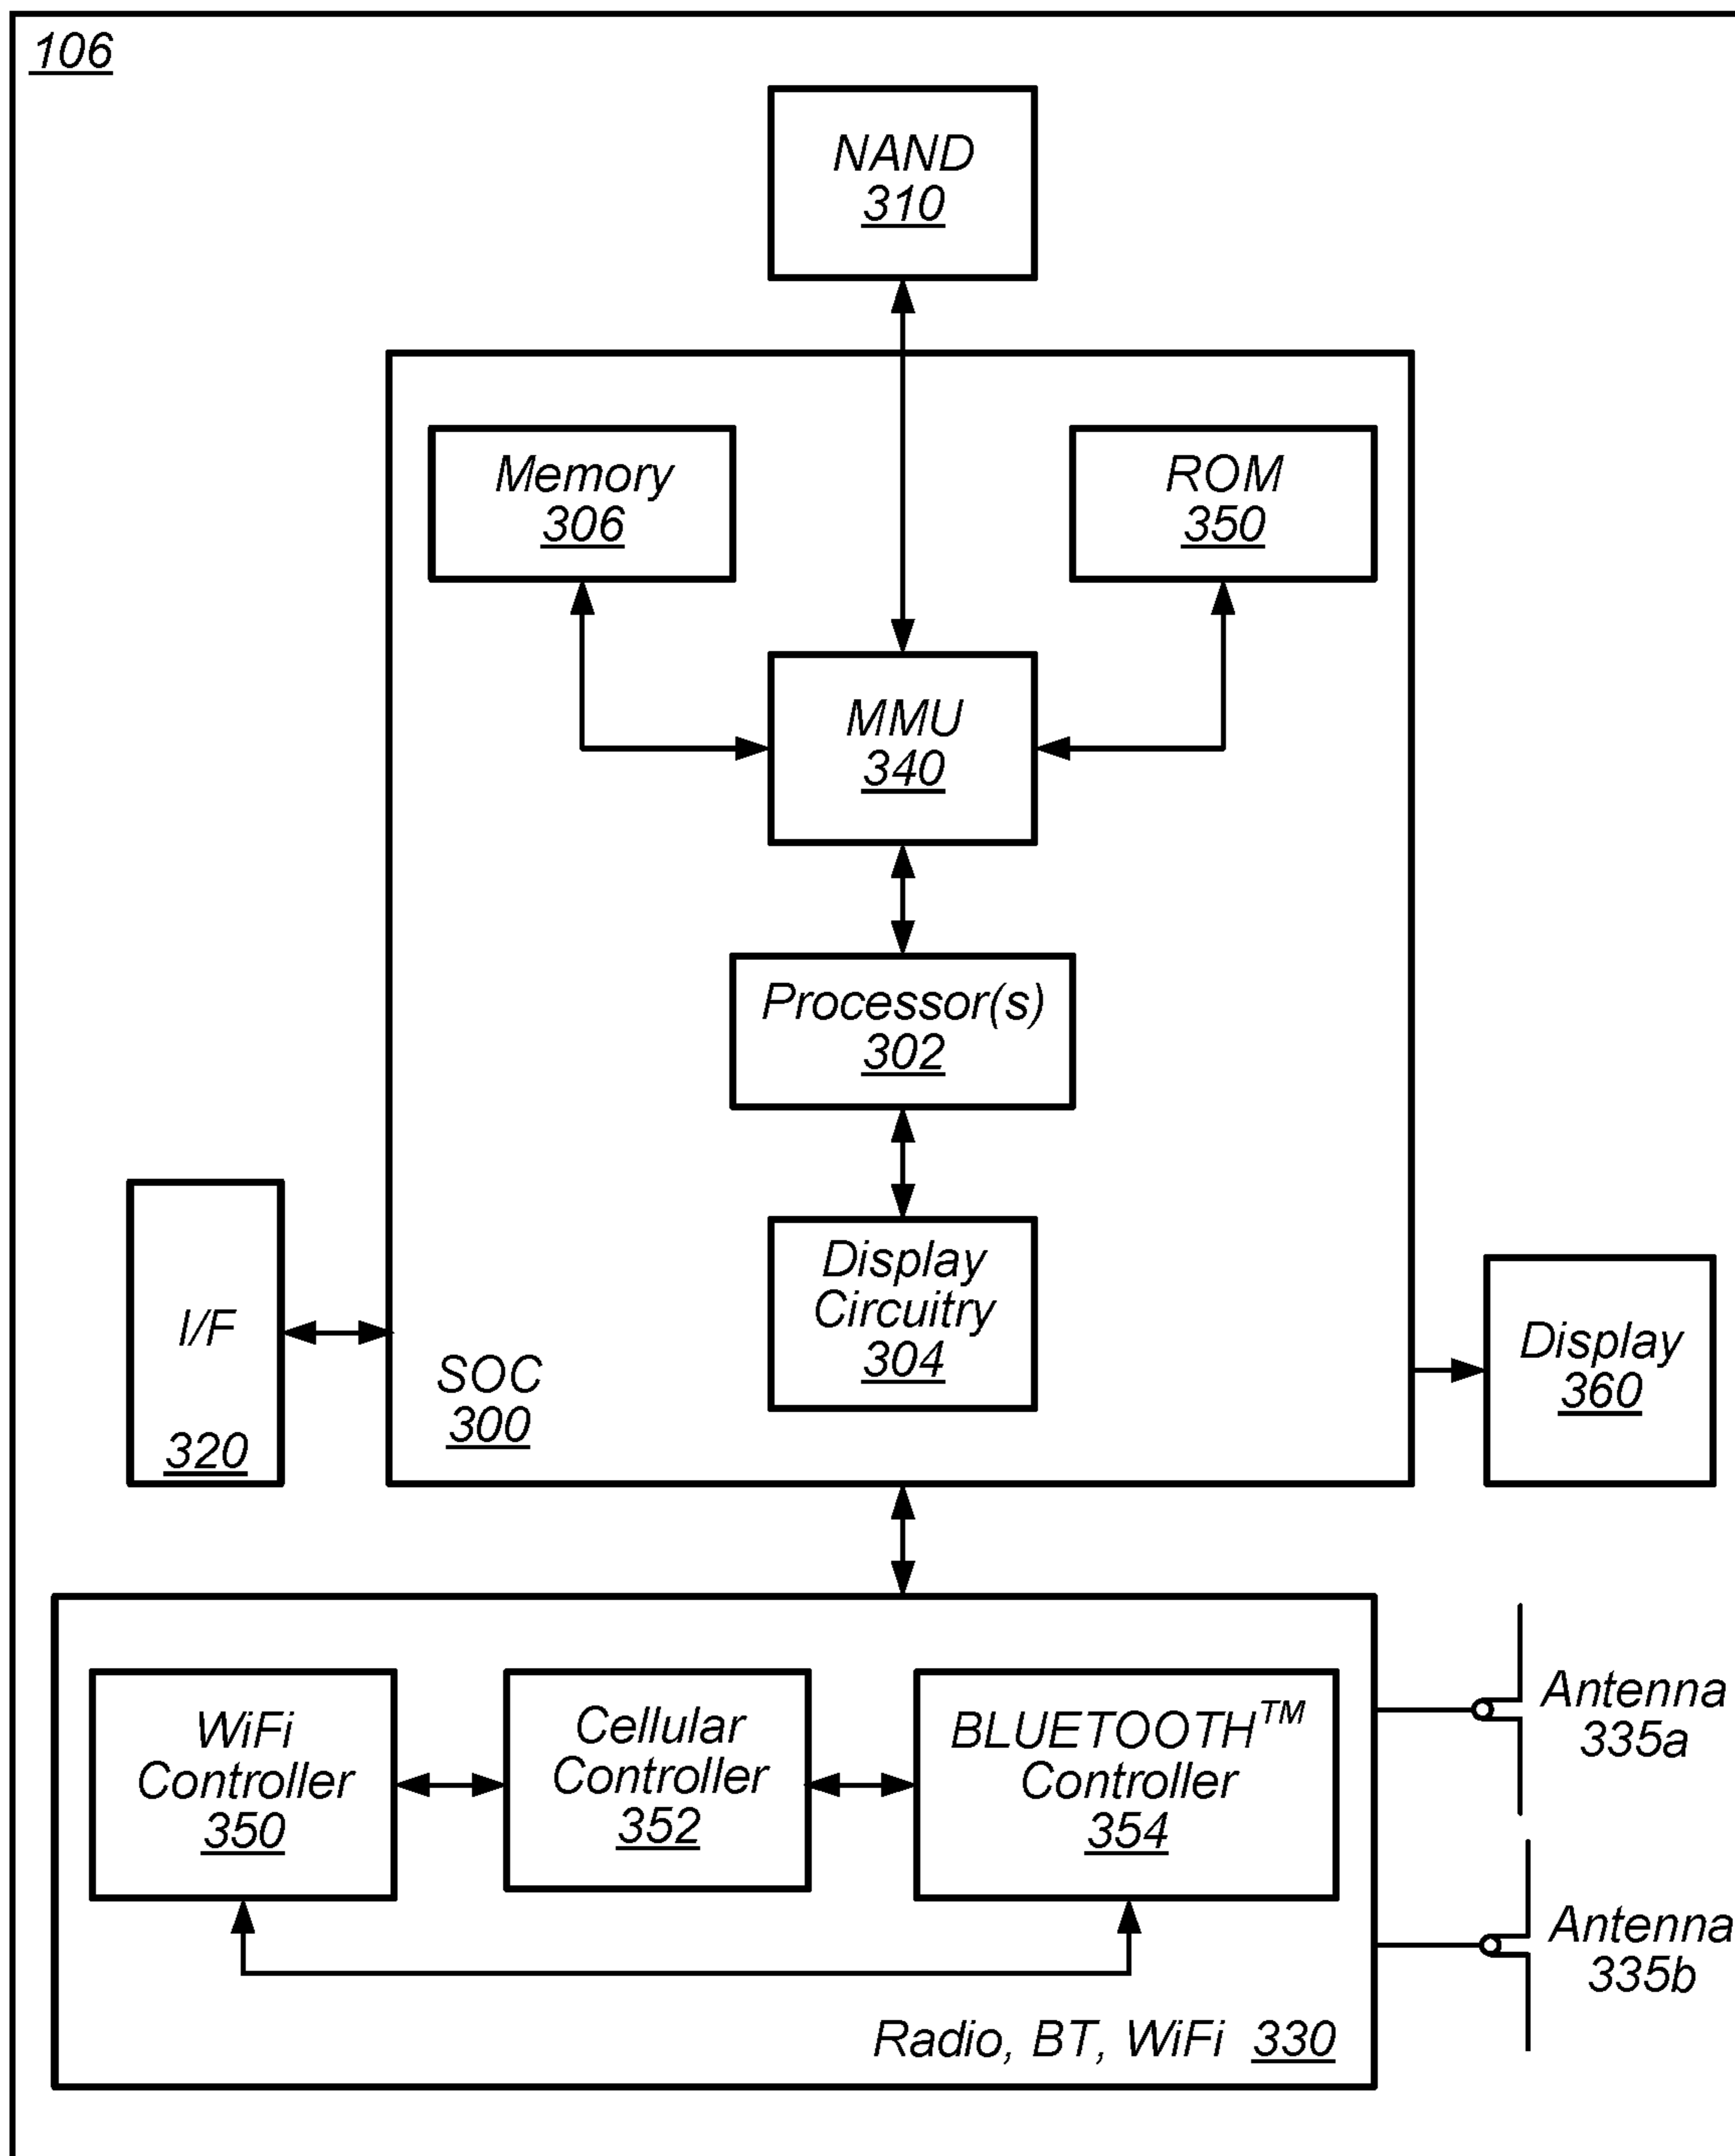 106
NAND
310
Memory
306
ROM
350
MMU
340
Processor(s)
302
Display
Circuitry
304
I/F
320
SOC
300
Display
360
WiFi
Controller
350
Cellular
Controller
352
BLUETOOTH™
Controller
354
Antenna
335a
Antenna
335b
Radio, BT, WiFi 330